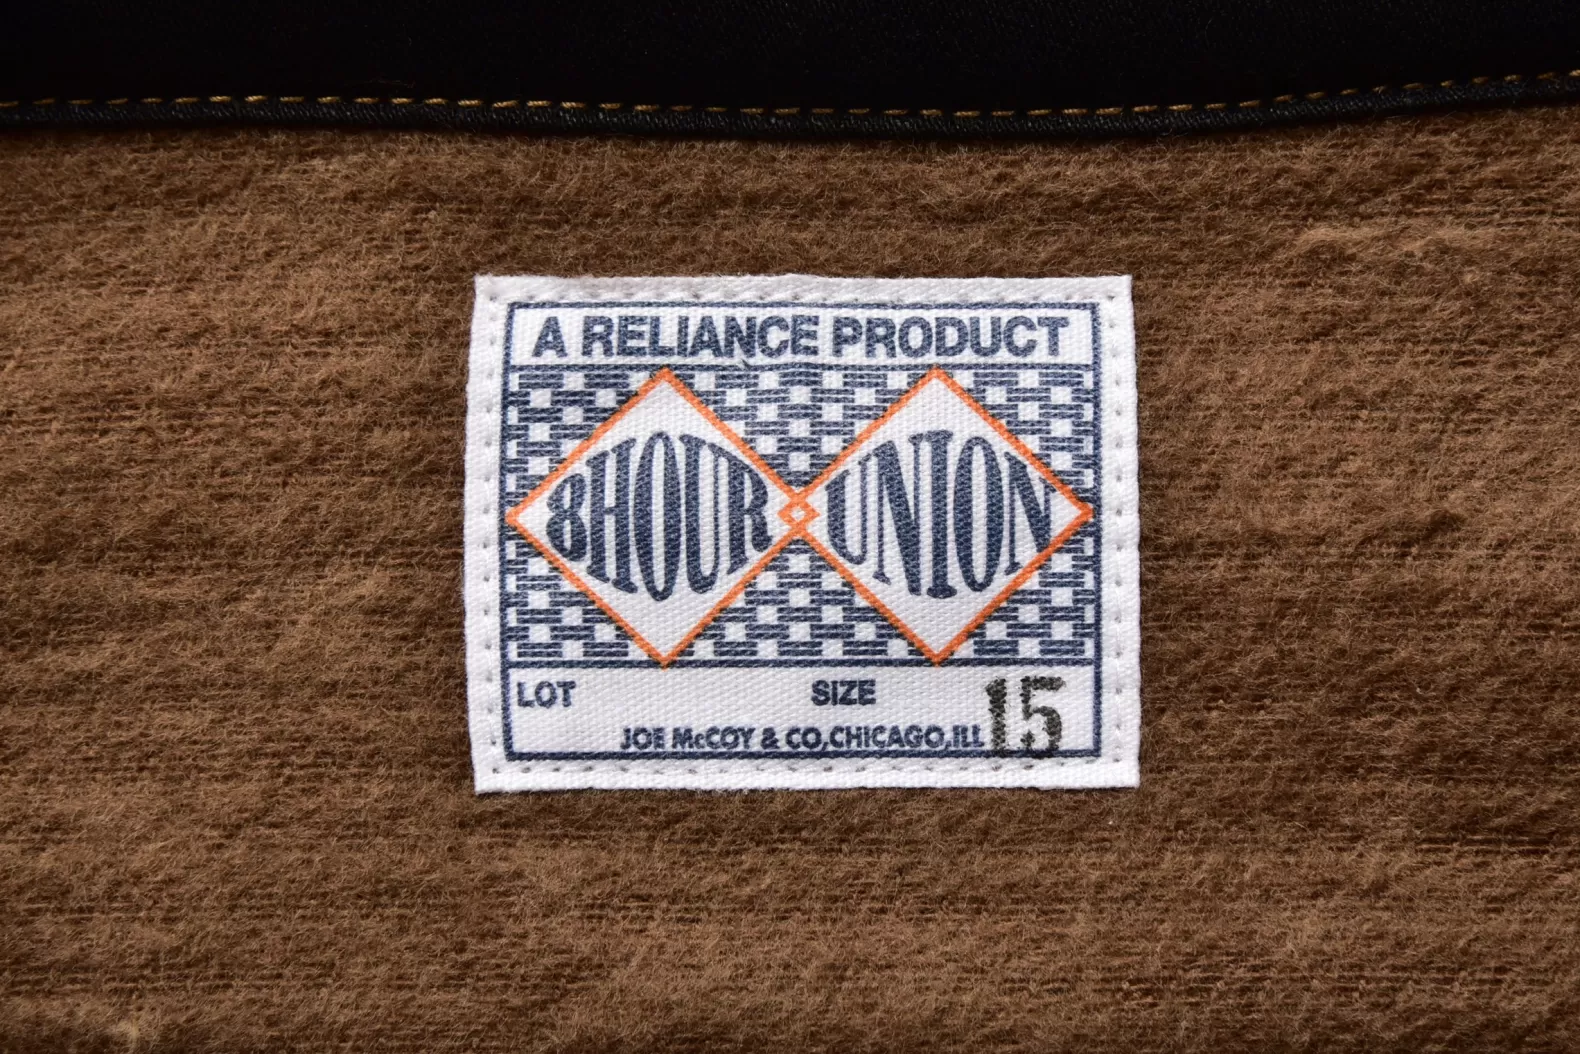 A RELIANCE PRODUCT
8HOUR UNION
LOT SIZE 15
JOE McCOY & CO,CHICAGO,ILL